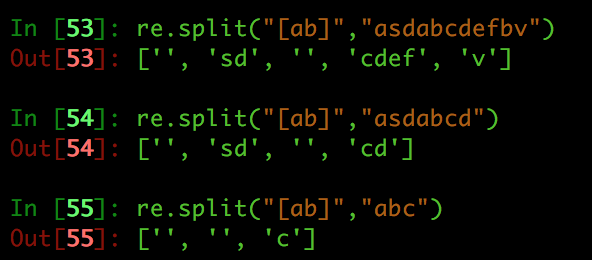 In [53]: re.split("[ab]","asdabcdefbv")
Out[53]: ['', 'sd', '', 'cdef', 'v']
In [54]: re.split("[ab]","asdabcd")
Out[54]: ['', 'sd', '', 'cd']
In [55]: re.split("[ab]","abc")
Out[55]: ['', '', 'c']